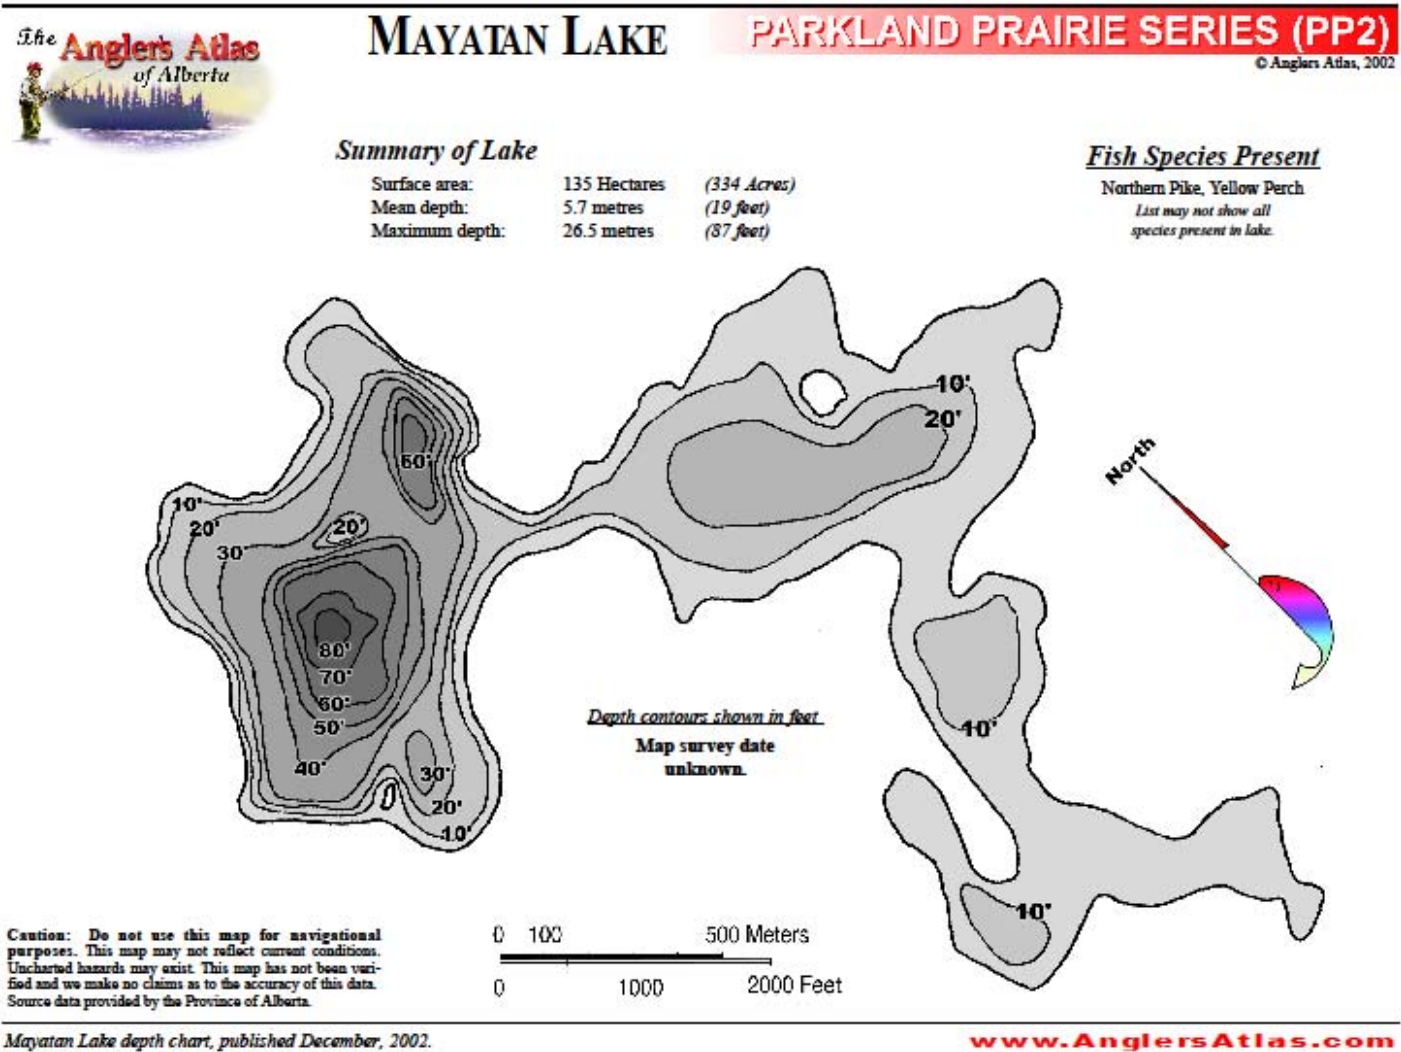 The
Anglers Atlas
of Alberta
MAYATAN LAKE
PARKLAND PRAIRIE SERIES (PP2)
© Anglers Atlas, 2002
Summary of Lake
Surface area: 135 Hectares (334 Acres)
Mean depth: 5.7 metres (19 feet)
Maximum depth: 26.5 metres (87 feet)
Fish Species Present
Northern Pike, Yellow Perch
List may not show all
species present in lake.
10'
20'
60'
10'
20'
30'
20'
North
80'
70'
60'
50'
40'
30'
20'
10'
10'
10'
Depth contours shown in feet
Map survey date
unknown.
Caution: Do not use this map for navigational
purposes. This map may not reflect current conditions.
Uncharted hazards may exist. This map has not been veri-
fied and we make no claims as to the accuracy of this data.
Source data provided by the Province of Alberta.
0 100 500 Meters
0 1000 2000 Feet
Mayatan Lake depth chart, published December, 2002.
www.AnglersAtlas.com